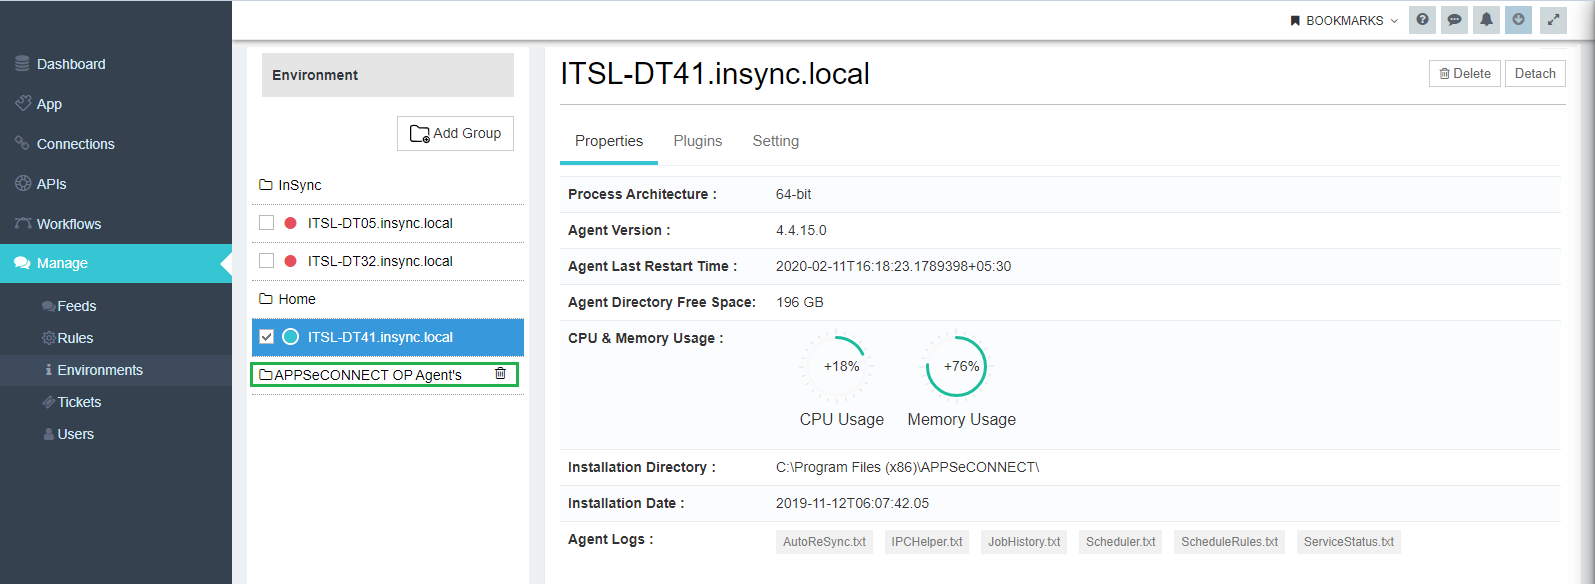 BOOKMARKS
Dashboard
App
Connections
APIs
Workflows
Manage
Feeds
Rules
Environments
Tickets
Users
Environment
Add Group
InSync
ITSL-DT05.insync.local
ITSL-DT32.insync.local
Home
ITSL-DT41.insync.local
APPSeCONNECT OP Agent's
ITSL-DT41.insync.local
Delete Detach
Properties Plugins Setting
Process Architecture : 64-bit
Agent Version : 4.4.15.0
Agent Last Restart Time : 2020-02-11T16:18:23.1789398+05:30
Agent Directory Free Space: 196 GB
CPU & Memory Usage :
+18% +76%
CPU Usage Memory Usage
Installation Directory : C:\Program Files (x86)\APPSeCONNECT\
Installation Date : 2019-11-12T06:07:42.05
Agent Logs : AutoReSync.txt IPCHelper.txt JobHistory.txt Scheduler.txt ScheduleRules.txt ServiceStatus.txt